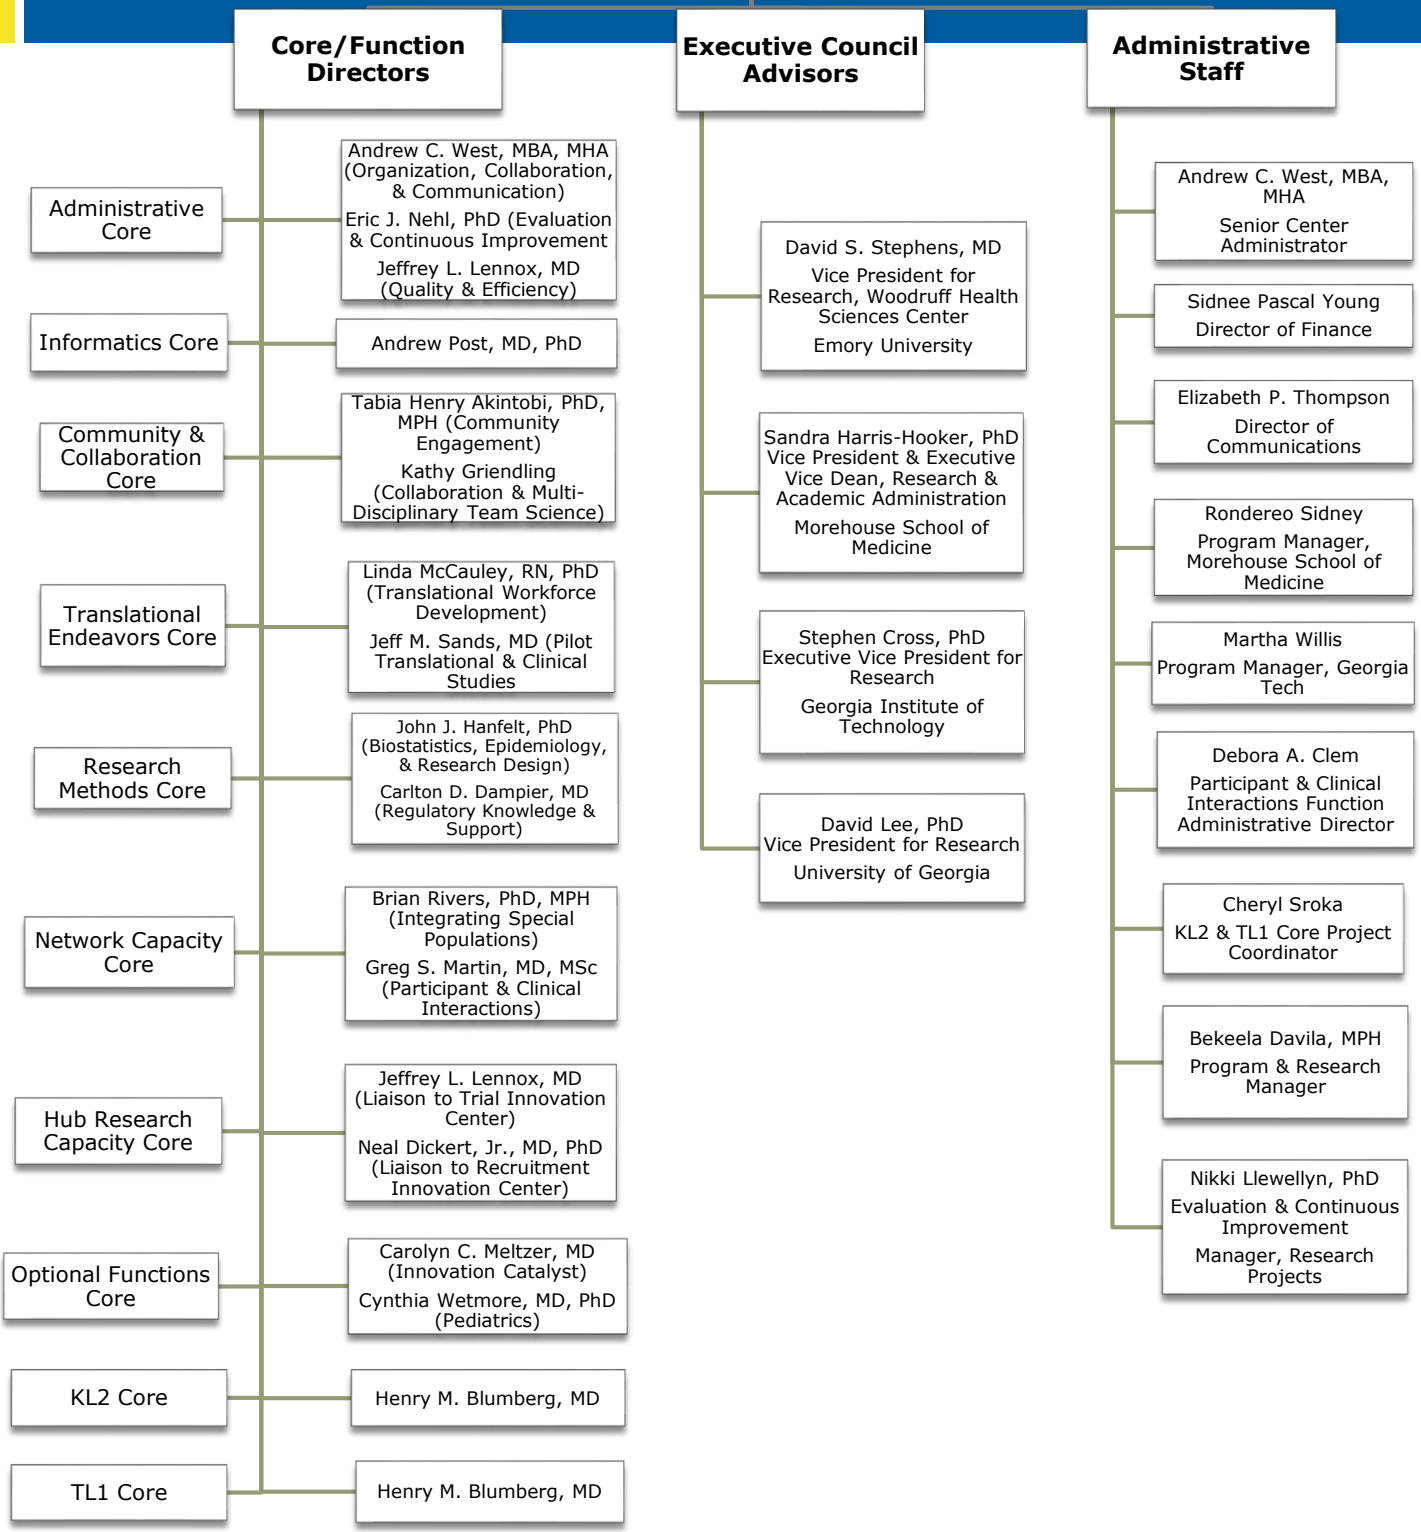 Core/Function
Directors
Administrative
Core
Andrew C. West, MBA, MHA
(Organization, Collaboration,
& Communication)
Eric J. Nehl, PhD (Evaluation
& Continuous Improvement
Jeffrey L. Lennox, MD
(Quality & Efficiency)
Informatics Core
Andrew Post, MD, PhD
Community &
Collaboration
Core
Tabia Henry Akintobi, PhD,
MPH (Community
Engagement)
Kathy Griendling
(Collaboration & Multi-
Disciplinary Team Science)
Translational
Endeavors Core
Linda McCauley, RN, PhD
(Translational Workforce
Development)
Jeff M. Sands, MD (Pilot
Translational & Clinical
Studies
Research
Methods Core
John J. Hanfelt, PhD
(Biostatistics, Epidemiology,
& Research Design)
Carlton D. Dampier, MD
(Regulatory Knowledge &
Support)
Network Capacity
Core
Brian Rivers, PhD, MPH
(Integrating Special
Populations)
Greg S. Martin, MD, MSc
(Participant & Clinical
Interactions)
Hub Research
Capacity Core
Jeffrey L. Lennox, MD
(Liaison to Trial Innovation
Center)
Neal Dickert, Jr., MD, PhD
(Liaison to Recruitment
Innovation Center)
Optional Functions
Core
Carolyn C. Meltzer, MD
(Innovation Catalyst)
Cynthia Wetmore, MD, PhD
(Pediatrics)
KL2 Core
Henry M. Blumberg, MD
TL1 Core
Henry M. Blumberg, MD
Executive Council
Advisors
David S. Stephens, MD
Vice President for
Research, Woodruff Health
Sciences Center
Emory University
Sandra Harris-Hooker, PhD
Vice President & Executive
Vice Dean, Research &
Academic Administration
Morehouse School of
Medicine
Stephen Cross, PhD
Executive Vice President for
Research
Georgia Institute of
Technology
David Lee, PhD
Vice President for Research
University of Georgia
Administrative
Staff
Andrew C. West, MBA,
MHA
Senior Center
Administrator
Sidnee Pascal Young
Director of Finance
Elizabeth P. Thompson
Director of
Communications
Rondereo Sidney
Program Manager,
Morehouse School of
Medicine
Martha Willis
Program Manager, Georgia
Tech
Debora A. Clem
Participant & Clinical
Interactions Function
Administrative Director
Cheryl Sroka
KL2 & TL1 Core Project
Coordinator
Bekeela Davila, MPH
Program & Research
Manager
Nikki Llewellyn, PhD
Evaluation & Continuous
Improvement
Manager, Research
Projects